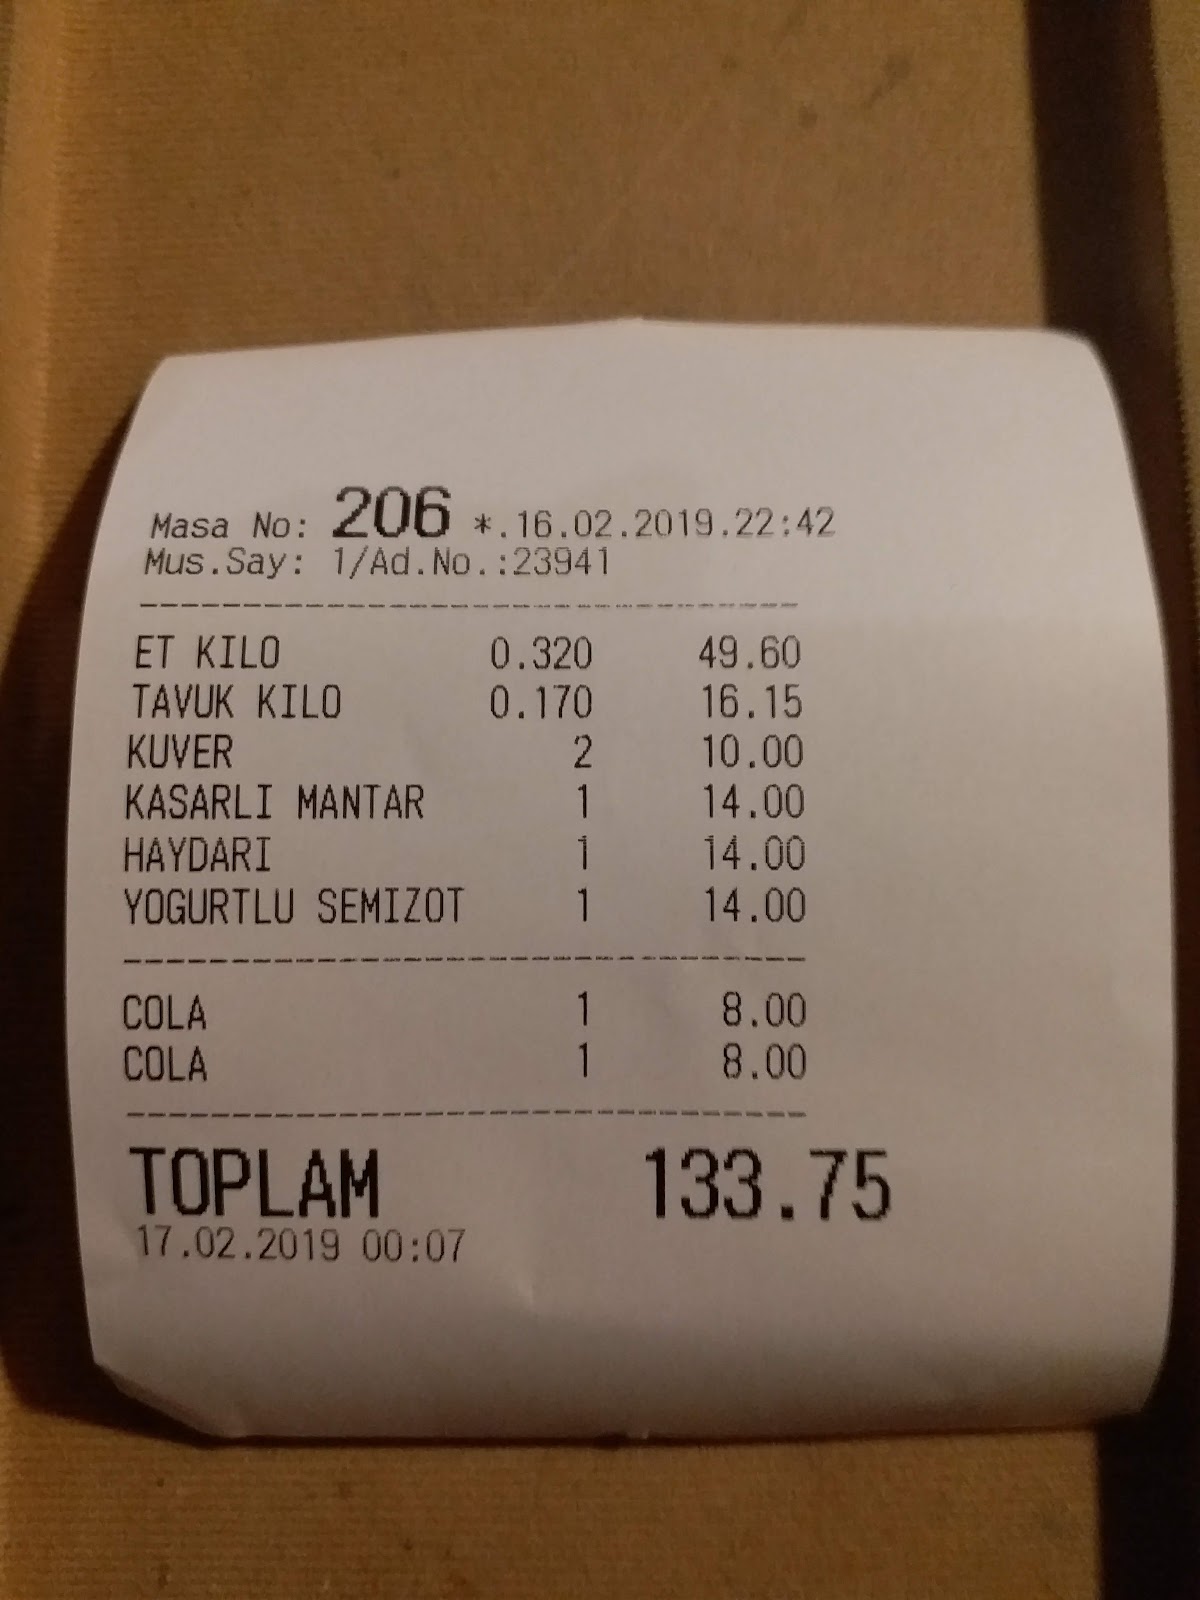 Masa No: 206 *.16.02.2019.22:42
Mus.Say: 1/Ad.No.:23941
ET KILO 0.320 49.60
TAVUK KILO 0.170 16.15
KUVER 2 10.00
KASARLI MANTAR 1 14.00
HAYDARI 1 14.00
YOGURTLU SEMIZOT 1 14.00
COLA 1 8.00
COLA 1 8.00
TOPLAM 133.75
17.02.2019 00:07